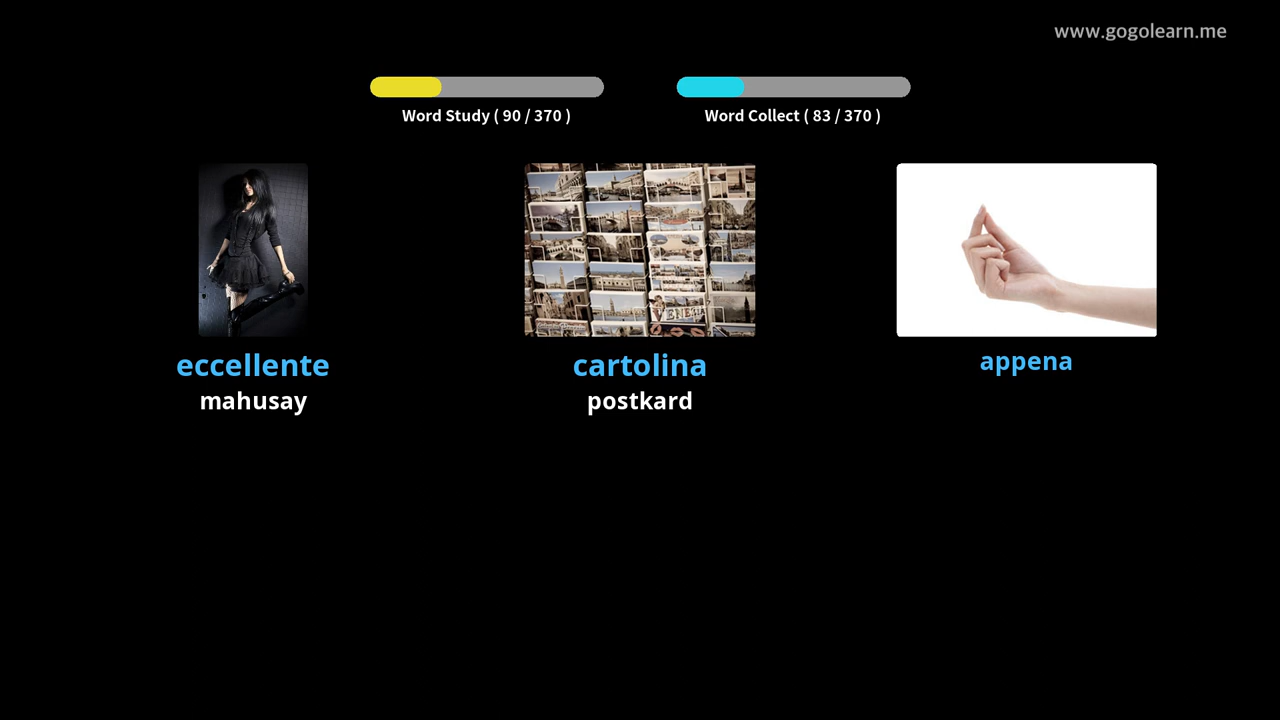 www.gogolearn.me
Word Study ( 90 / 370 )
Word Collect ( 83 / 370 )
eccellente
mahusay
cartolina
postkard
appena